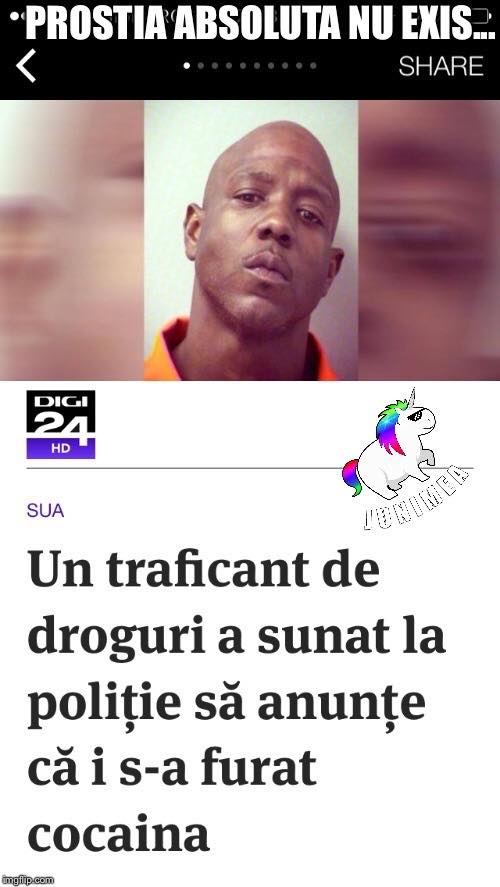 PROSTIA ABSOLUTA NU EXIS...
SHARE
DIGI
24
HD
/UNIMEA
SUA
Un traficant de
droguri a sunat la
poliție să anunțe
că i s-a furat
cocaina
imgflip.com